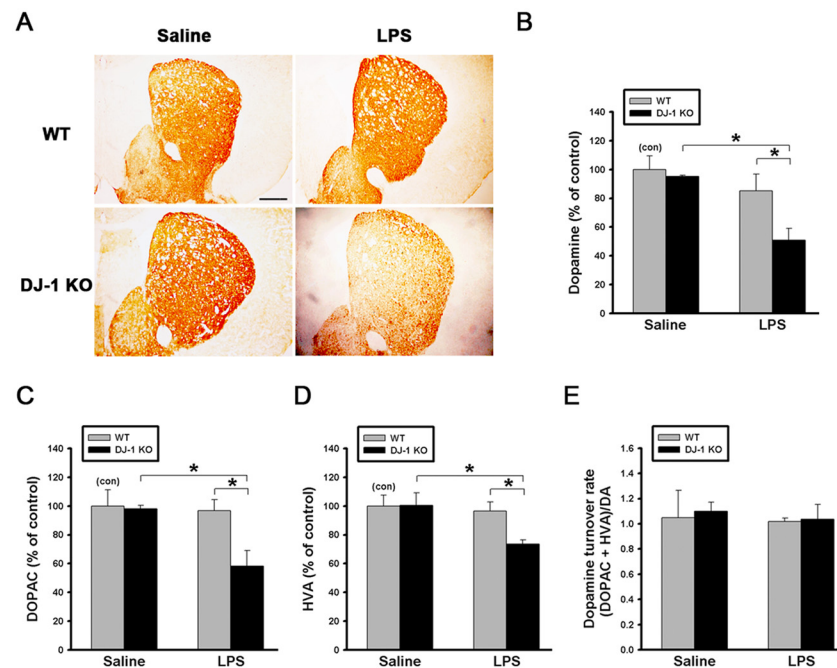 A
Saline
LPS
WT
DJ-1 KO
B
WT
DJ-1 KO
Dopamine (% of control)
140
120
100
80
60
40
20
0
(con)
*
*
Saline
LPS
C
WT
DJ-1 KO
DOPAC (% of control)
140
120
100
80
60
40
20
0
(con)
*
*
Saline
LPS
D
WT
DJ-1 KO
HVA (% of control)
140
120
100
80
60
40
20
0
(con)
*
*
Saline
LPS
E
WT
DJ-1 KO
Dopamine turnover rate
(DOPAC + HVA)/DA
1.6
1.4
1.2
1.0
0.8
0.6
0.4
0.2
0.0
Saline
LPS